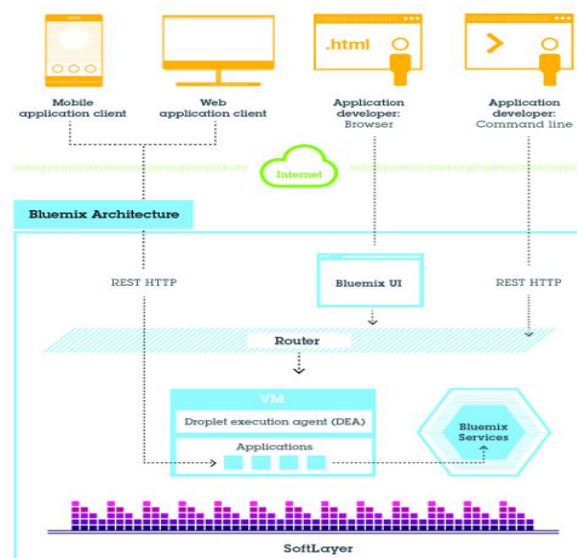 Mobile
application client
Web
application client
.html
Application
developer:
Browser
Application
developer:
Command line
Internet
Bluemix Architecture
REST HTTP
Bluemix UI
REST HTTP
Router
VM
Droplet execution agent (DEA)
Applications
Bluemix
Services
SoftLayer